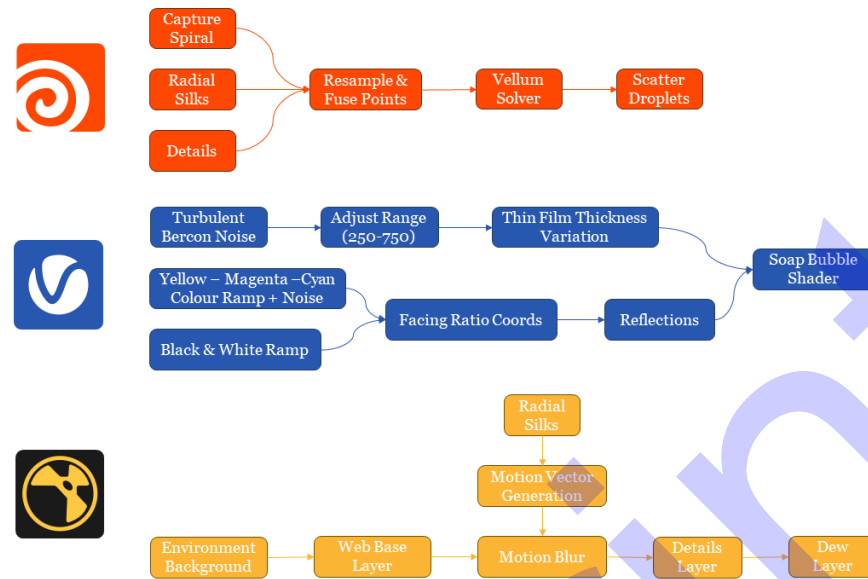 Capture
Spiral
Radial
Silks
Details
Resample &
Fuse Points
Vellum
Solver
Scatter
Droplets
Turbulent
Bercon Noise
Adjust Range
(250-750)
Thin Film Thickness
Variation
Yellow – Magenta –Cyan
Colour Ramp + Noise
Black & White Ramp
Facing Ratio Coords
Reflections
Soap Bubble
Shader
Radial
Silks
Motion Vector
Generation
Environment
Background
Web Base
Layer
Motion Blur
Details
Layer
Dew
Layer